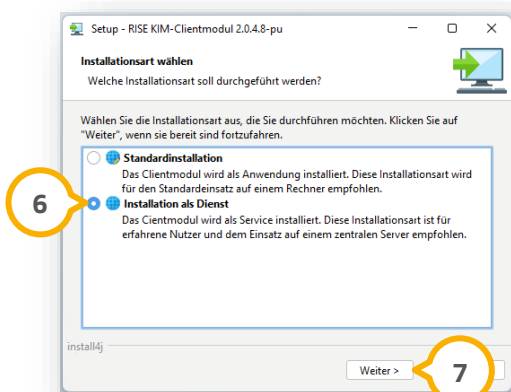 Setup - RISE KIM-Clientmodul 2.0.4.8-pu
Installationsart wählen
Welche Installationsart soll durchgeführt werden?
Wählen Sie die Installationsart aus, die Sie durchführen möchten. Klicken Sie auf
"Weiter", wenn sie bereit sind fortzufahren.
Standardinstallation
Das Clientmodul wird als Anwendung installiert. Diese Installationsart wird
für den Standardeinsatz auf einem Rechner empfohlen.
6
Installation als Dienst
Das Cientmodul wird als Service installiert. Diese Installationsart ist für
erfahrene Nutzer und dem Einsatz auf einem zentralen Server empfohlen.
install4j
Weiter >
7